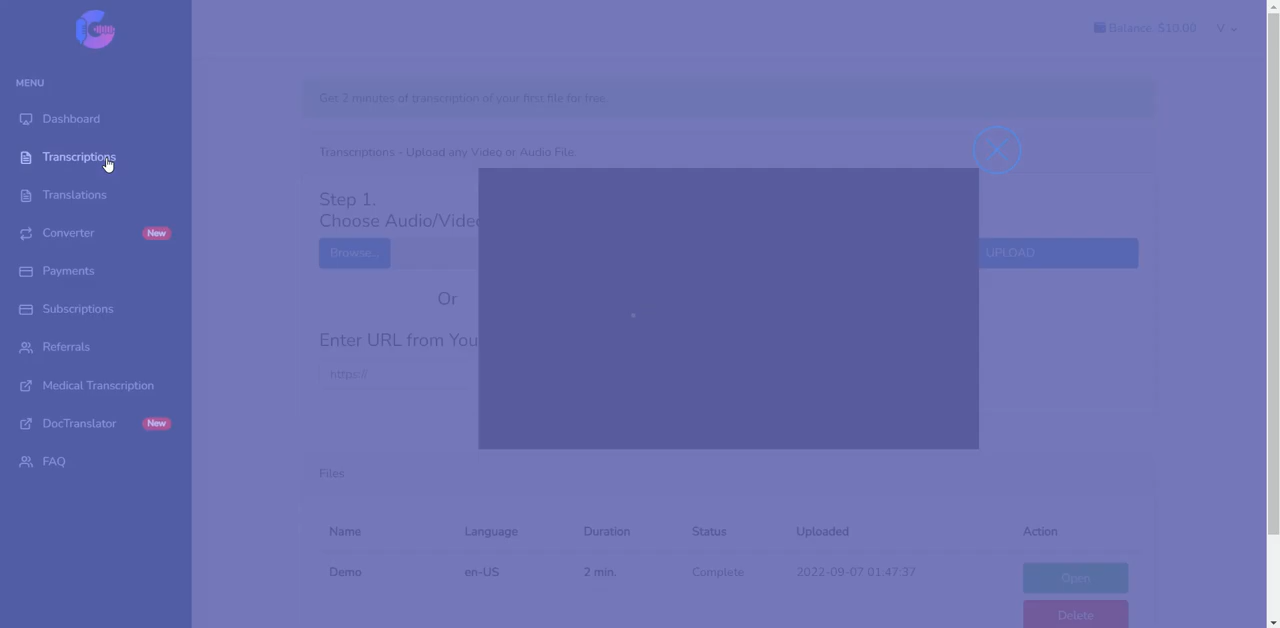 Balance $10.00 V
MENU
Dashboard
Transcriptions
Translations
Converter New
Payments
Subscriptions
Referrals
Medical Transcription
DocTranslator New
FAQ
Get 2 minutes of transcription of your first file for free.
Transcriptions - Upload any Video or Audio File.
Step 1.
Choose Audio/Video
Browse... UPLOAD
Or
Enter URL from You
https://
Files
Name Language Duration Status Uploaded Action
Demo en-US 2 min. Complete 2022-09-07 01:47:37 Open
Delete